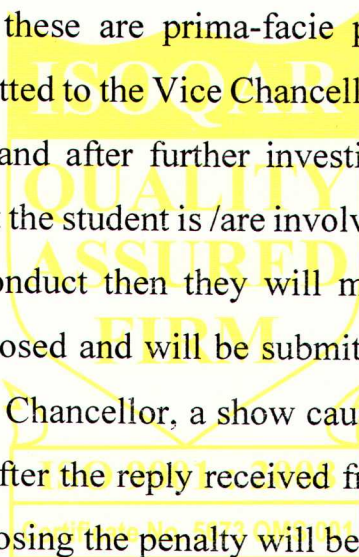 these are prima-facie p
tted to the Vice Chancell
and after further investi
t the student is /are involv
onduct then they will m
osed and will be submit
Chancellor, a show cau
fter the reply received fr
osing the penalty will be
ISOQAR
QUALITY
ASSURED
FIRM